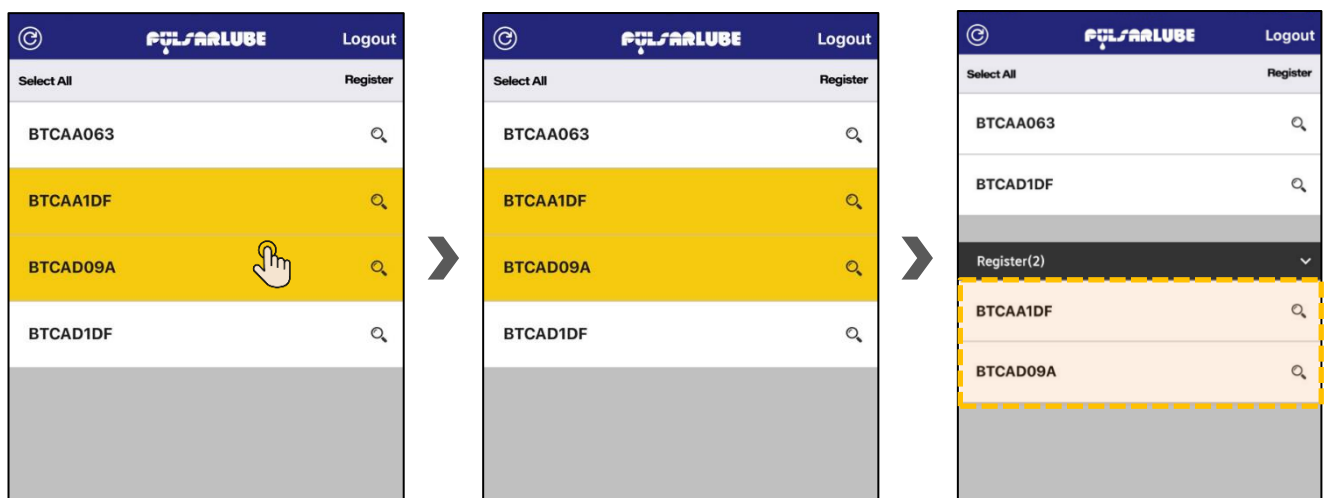 PULSARLUBE Logout
Select All Register
BTCAA063
BTCAA1DF
BTCAD09A
BTCAD1DF
PULSARLUBE Logout
Select All Register
BTCAA063
BTCAA1DF
BTCAD09A
BTCAD1DF
PULSARLUBE Logout
Select All Register
BTCAA063
BTCAD1DF
Register(2)
BTCAA1DF
BTCAD09A